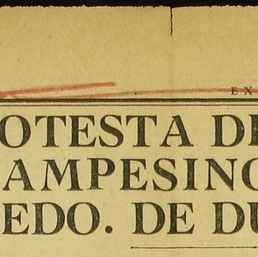 EX
OTESTA DE
AMPESINO
EDO. DE DU